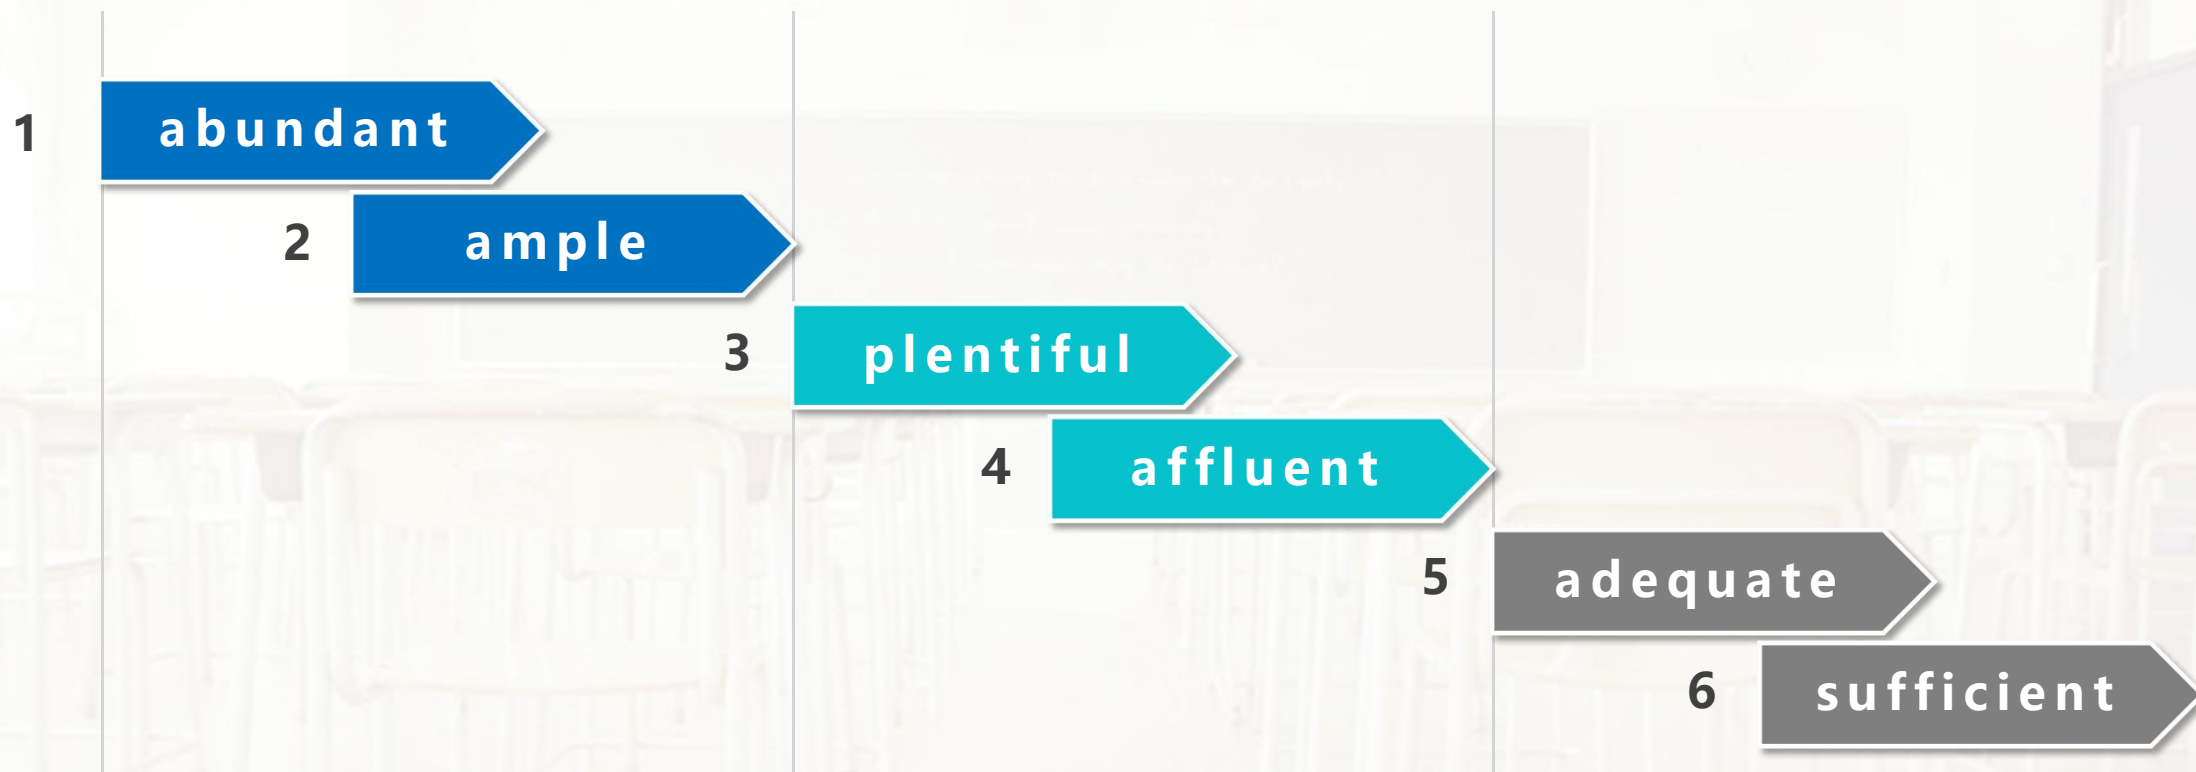 1 abundant
2 ample
3 plentiful
4 affluent
5 adequate
6 sufficient